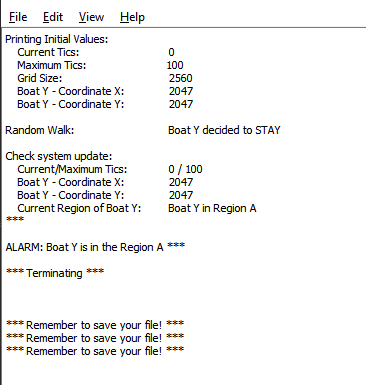 File Edit View Help
Printing Initial Values:
Current Tics: 0
Maximum Tics: 100
Grid Size: 2560
Boat Y - Coordinate X: 2047
Boat Y - Coordinate Y: 2047
Random Walk: Boat Y decided to STAY
Check system update:
Current/Maximum Tics: 0 / 100
Boat Y - Coordinate X: 2047
Boat Y - Coordinate Y: 2047
Current Region of Boat Y: Boat Y in Region A
***
ALARM: Boat Y is in the Region A ***
*** Terminating ***
*** Remember to save your file! ***
*** Remember to save your file! ***
*** Remember to save your file! ***